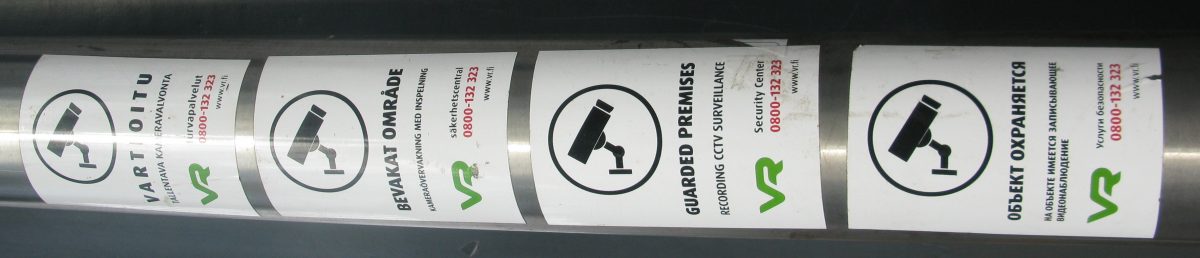 VARTIOITU
TALLENTAVA KAMERAVALVONTA
turvapalvelut
0800-132 323
www.vr.fi
VR
BEVAKAT OMRÅDE
KAMERAÖVERVAKNING MED INSPELNING
säkerhetscentral
0800-132 323
www.vr.fi
VR
GUARDED PREMISES
RECORDING CCTV SURVEILLANCE
Security Center
0800-132 323
www.vr.fi
VR
ОБЪЕКТ ОХРАНЯЕТСЯ
НА ОБЪЕКТЕ ИМЕЕТСЯ ЗАПИСЫВАЮЩЕЕ
ВИДЕОНАБЛЮДЕНИЕ
Услуги безопасности
0800-132 323
www.vr.fi
VR